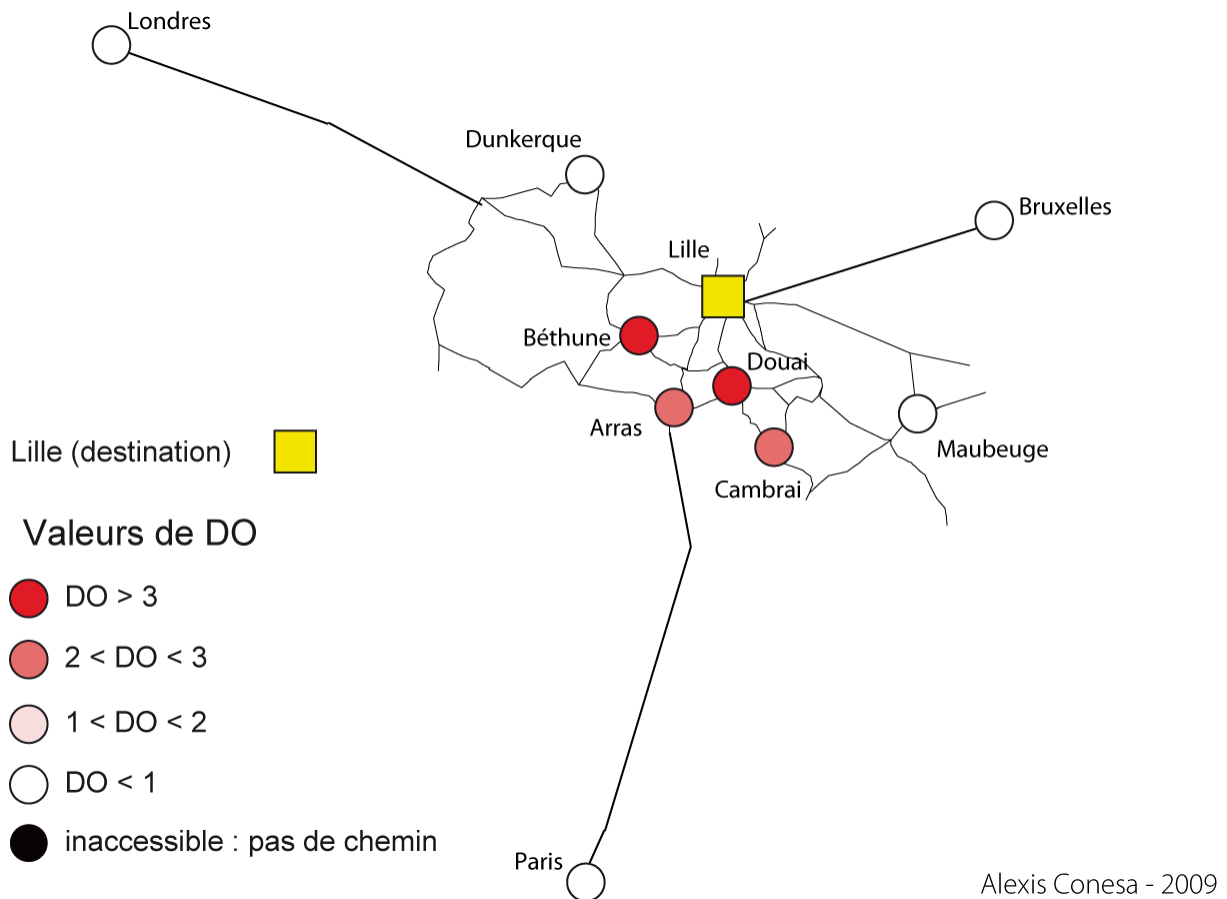 Londres
Dunkerque
Bruxelles
Lille
Béthune
Douai
Arras
Maubeuge
Cambrai
Lille (destination)
Valeurs de DO
DO > 3
2 < DO < 3
1 < DO < 2
DO < 1
inaccessible : pas de chemin
Paris
Alexis Conesa - 2009